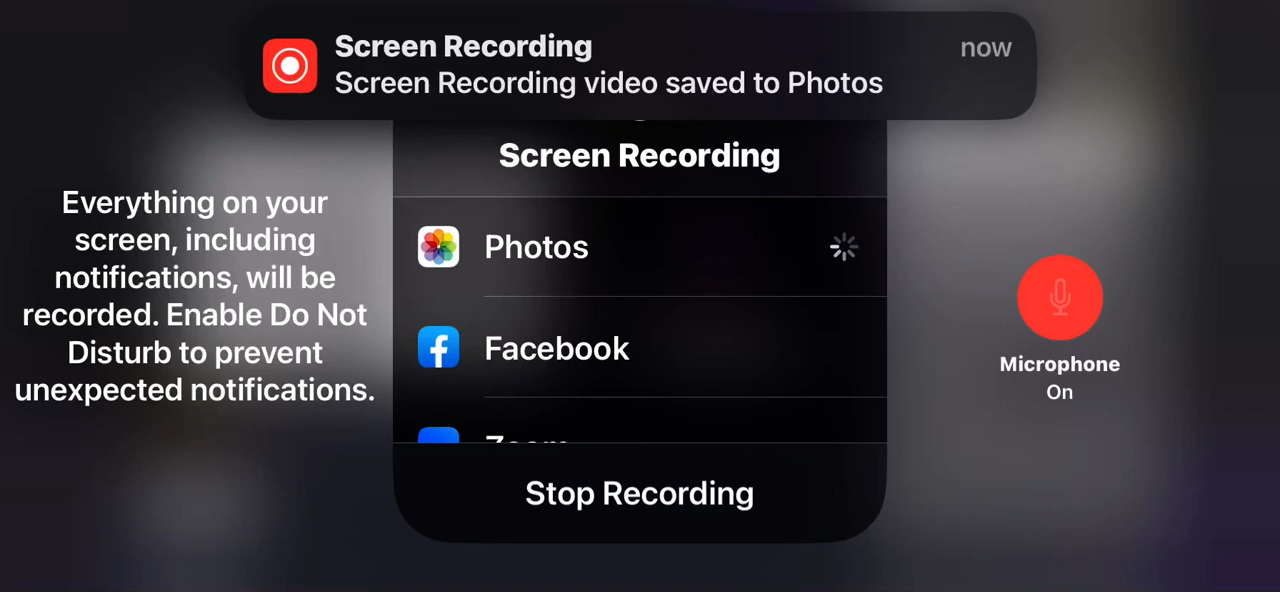 Screen Recording
now
Screen Recording video saved to Photos
Screen Recording
Everything on your
screen, including
notifications, will be
recorded. Enable Do Not
Disturb to prevent
unexpected notifications.
Photos
Facebook
Zoom
Stop Recording
Microphone
On